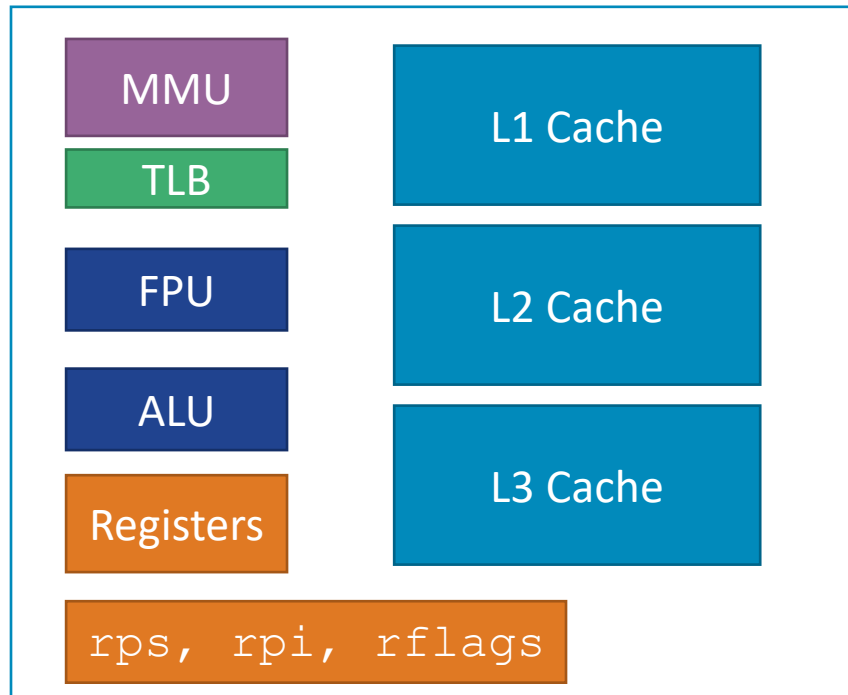 MMU
TLB
FPU
ALU
Registers
rps, rpi, rflags
L1 Cache
L2 Cache
L3 Cache